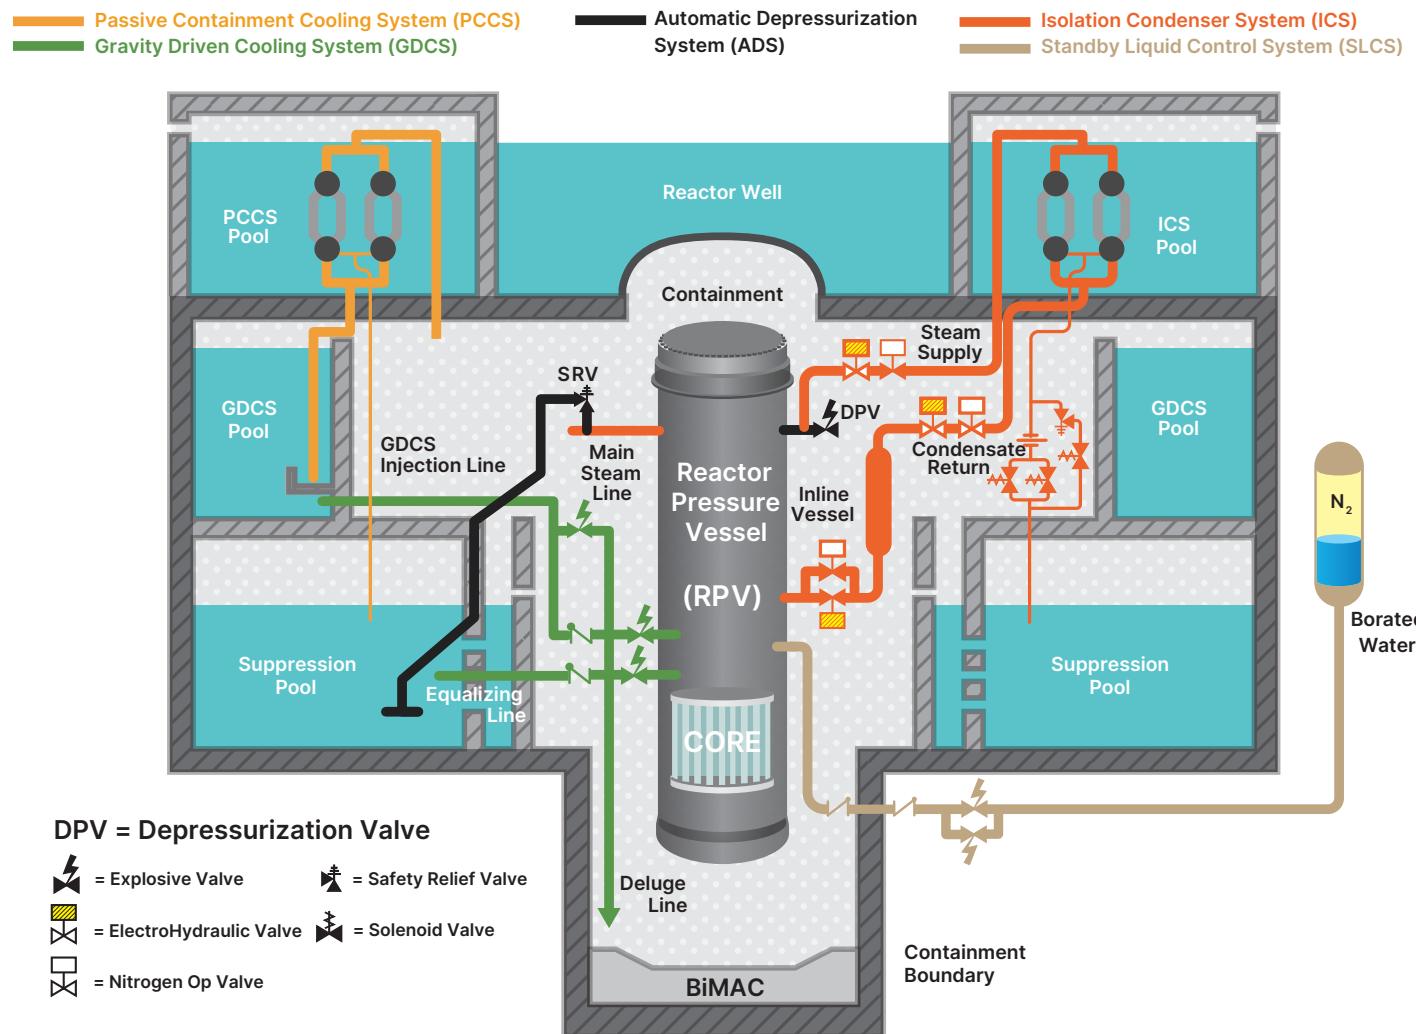 Passive Containment Cooling System (PCCS)
Gravity Driven Cooling System (GDCS)
Automatic Depressurization
System (ADS)
Isolation Condenser System (ICS)
Standby Liquid Control System (SLCS)
Reactor Well
PCCS
Pool
ICS
Pool
Containment
Steam
Supply
SRV
DPV
GDCS
Pool
GDCS
Pool
GDCS
Injection Line
Main
Steam
Line
Condensate
Return
Reactor
Pressure
Vessel
(RPV)
Inline
Vessel
N2
Borated
Water
Suppression
Pool
Suppression
Pool
Equalizing
Line
CORE
DPV = Depressurization Valve
= Explosive Valve
= Safety Relief Valve
= ElectroHydraulic Valve
= Solenoid Valve
= Nitrogen Op Valve
Deluge
Line
Containment
Boundary
BiMAC